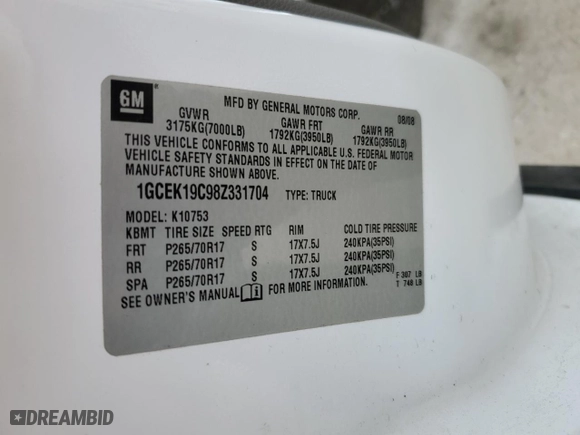 GM
®
MFD BY GENERAL MOTORS CORP. 08/08
GVWR GAWR FRT GAWR RR
3175KG(7000LB) 1792KG(3950LB) 1792KG(3950LB)
THIS VEHICLE CONFORMS TO ALL APPLICABLE U.S. FEDERAL MOTOR
VEHICLE SAFETY STANDARDS IN EFFECT ON THE DATE OF
MANUFACTURE SHOWN ABOVE.
1GCEK19C98Z331704 TYPE: TRUCK
MODEL: K10753
KBMT TIRE SIZE SPEED RTG RIM COLD TIRE PRESSURE
FRT P265/70R17 S 17X7.5J 240KPA(35PSI)
RR P265/70R17 S 17X7.5J 240KPA(35PSI)
SPA P265/70R17 S 17X7.5J 240KPA(35PSI)
SEE OWNER'S MANUAL FOR MORE INFORMATION.
F 307 LB
T 740 LB
DREAMBID